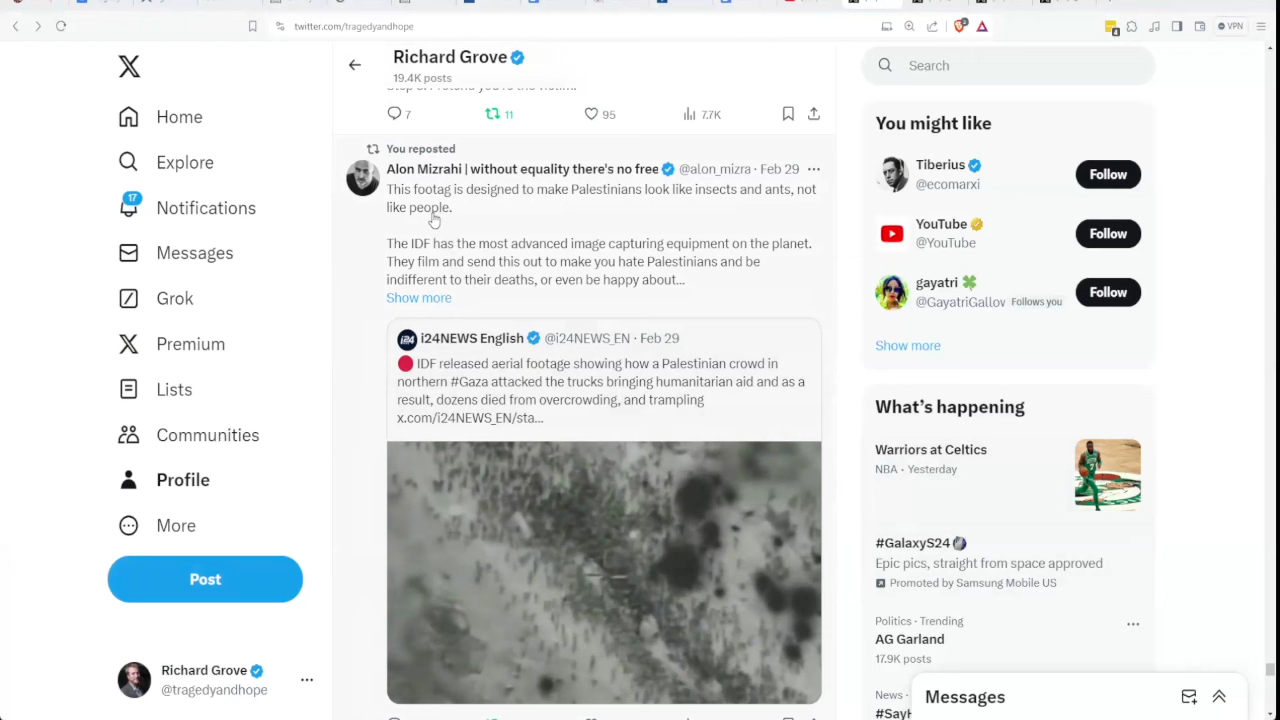 twitter.com/tragedyandhope
4
VPN
Richard Grove
19.4K posts
7
11
95
7.7K
Home
Explore
17
Notifications
Messages
Grok
Premium
Lists
Communities
Profile
More
Post
Richard Grove
@tragedyandhope
You reposted
Alon Mizrahi | without equality there's no free @alon_mizra · Feb 29
This footag is designed to make Palestinians look like insects and ants, not
like people.
The IDF has the most advanced image capturing equipment on the planet.
They film and send this out to make you hate Palestinians and be
indifferent to their deaths, or even be happy about...
Show more
i24
i24NEWS English @i24NEWS_EN · Feb 29
IDF released aerial footage showing how a Palestinian crowd in
northern #Gaza attacked the trucks bringing humanitarian aid and as a
result, dozens died from overcrowding, and trampling
x.com/i24NEWS_EN/sta...
Search
You might like
Tiberius
@ecomarxi
Follow
YouTube
@YouTube
Follow
gayatri
@GayatriGallov Follows you
Follow
Show more
What's happening
Warriors at Celtics
NBA · Yesterday
#GalaxyS24
Epic pics, straight from space approved
Promoted by Samsung Mobile US
Politics · Trending
AG Garland
17.9K posts
News ·
#SayH
Messages